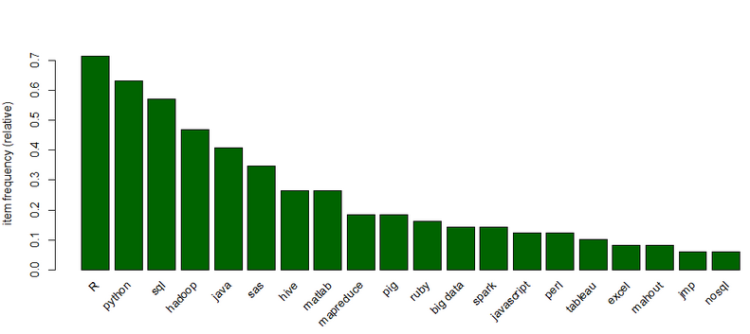 item frequency (relative)
0.7
0.6
0.5
0.4
0.3
0.2
0.1
0.0
R
python
sql
hadoop
java
sas
hive
matlab
mapreduce
pig
ruby
big data
spark
javascript
perl
tableau
excel
mahout
jmp
nosql